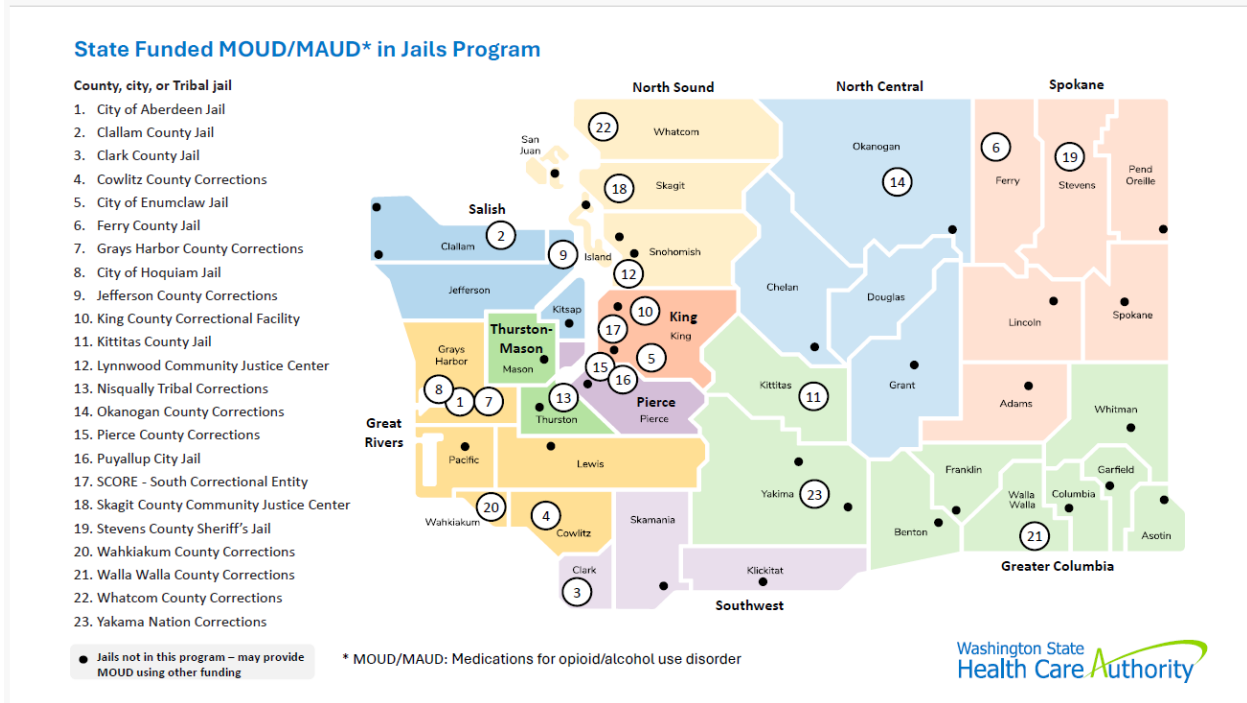 State Funded MOUD/MAUD* in Jails Program
County, city, or Tribal jail
1. City of Aberdeen Jail
2. Clallam County Jail
3. Clark County Jail
4. Cowlitz County Corrections
5. City of Enumclaw Jail
6. Ferry County Jail
7. Grays Harbor County Corrections
8. City of Hoquiam Jail
9. Jefferson County Corrections
10. King County Correctional Facility
11. Kittitas County Jail
12. Lynnwood Community Justice Center
13. Nisqually Tribal Corrections
14. Okanogan County Corrections
15. Pierce County Corrections
16. Puyallup City Jail
17. SCORE - South Correctional Entity
18. Skagit County Community Justice Center
19. Stevens County Sheriff's Jail
20. Wahkiakum County Corrections
21. Walla Walla County Corrections
22. Whatcom County Corrections
23. Yakama Nation Corrections
Jails not in this program – may provide
MOUD using other funding
* MOUD/MAUD: Medications for opioid/alcohol use disorder
North Sound
North Central
Spokane
22
Whatcom
San
Juan
18
Skagit
Okanogan
14
6
Ferry
19
Stevens
Pend
Oreille
Salish
Clallam
2
9
Island
Snohomish
12
Jefferson
Kitsap
Chelan
Douglas
Lincoln
Spokane
10
King
King
17
5
Thurston-
Mason
Mason
Grays
Harbor
8
1
7
15
16
13
Thurston
Pierce
Pierce
Kittitas
11
Grant
Adams
Whitman
Great
Rivers
Pacific
Lewis
Yakima
23
Franklin
Benton
Walla
Walla
21
Columbia
Garfield
Asotin
Wahkiakum
20
4
Cowlitz
Skamania
Clark
3
Klickitat
Southwest
Greater Columbia
Washington State
Health Care Authority